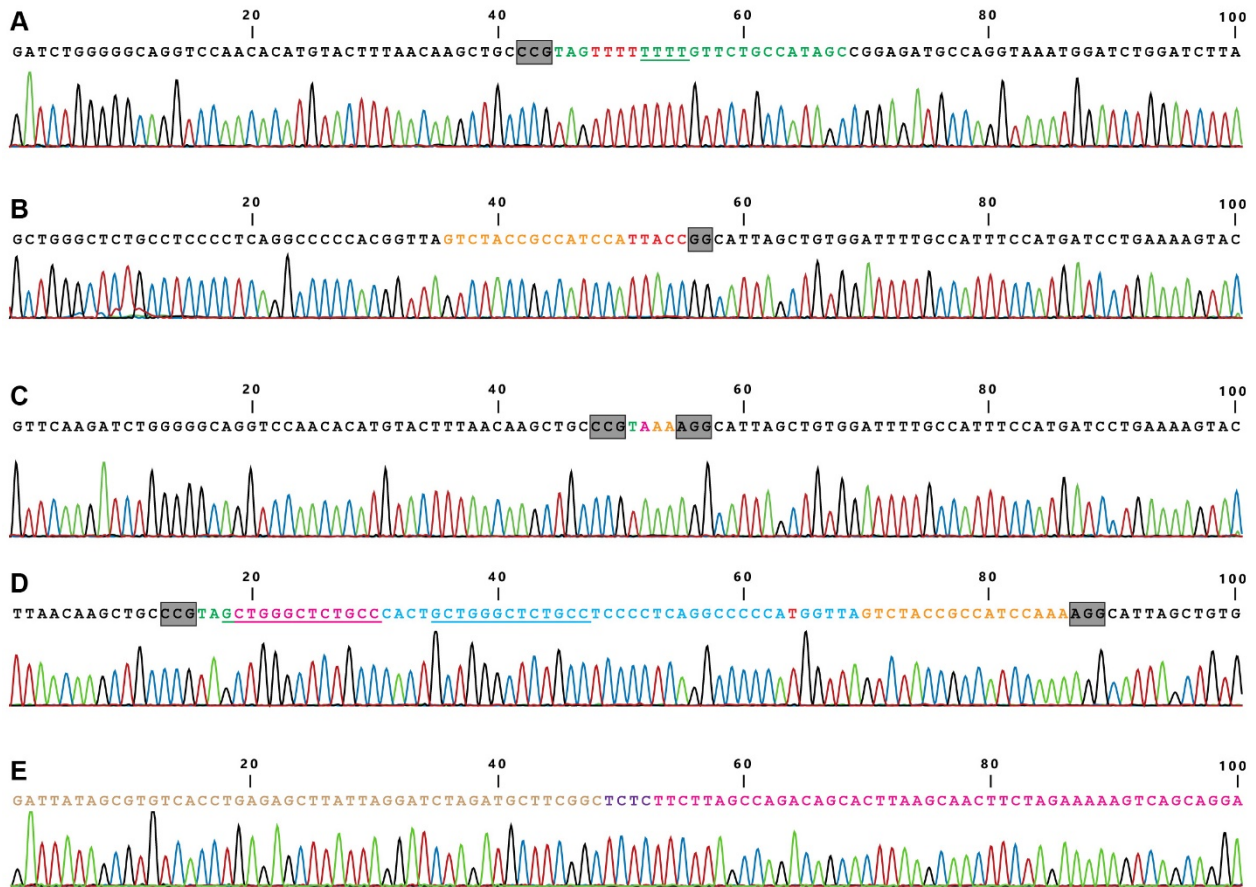 A
20 40 60 80 100
GATCTGGGGGCAGGTCCAACACATGTACTTTAACAAGCTGCCCGTAGTTTTTTTTGTTCTGCCATAGCCGGAGATGCCAGGTAAATGGATCTGGATCTTA
B
20 40 60 80 100
GCTGGGCTCTGCCTCCCCTCAGGCCCCCACGGTTAGTCTACCGCCATCCATTACCGGCATTAGCTGTGGATTTTGCCATTTCCATGATCCTGAAAAGTAC
C
20 40 60 80 100
GTTCAAGATCTGGGGGCAGGTCCAACACATGTACTTTAACAAGCTGCCCGTAAAAGGCATTAGCTGTGGATTTTGCCATTTCCATGATCCTGAAAAGTAC
D
20 40 60 80 100
TTAACAAGCTGCCCGTAGCTGGGCTCTGCCCACTGCTGGGCTCTGCCTCCCCTCAGGCCCCCATGGTTAGTCTACCGCCATCCAAAAGGCATTAGCTGTG
E
20 40 60 80 100
GATTATAGCGTGTCACCTGAGAGCTTATTAGGATCTAGATGCTTCGGCTCTCTTCTTAGCCAGACAGCACTTAAGCAACTTCTAGAAAAAGTCAGCAGGA